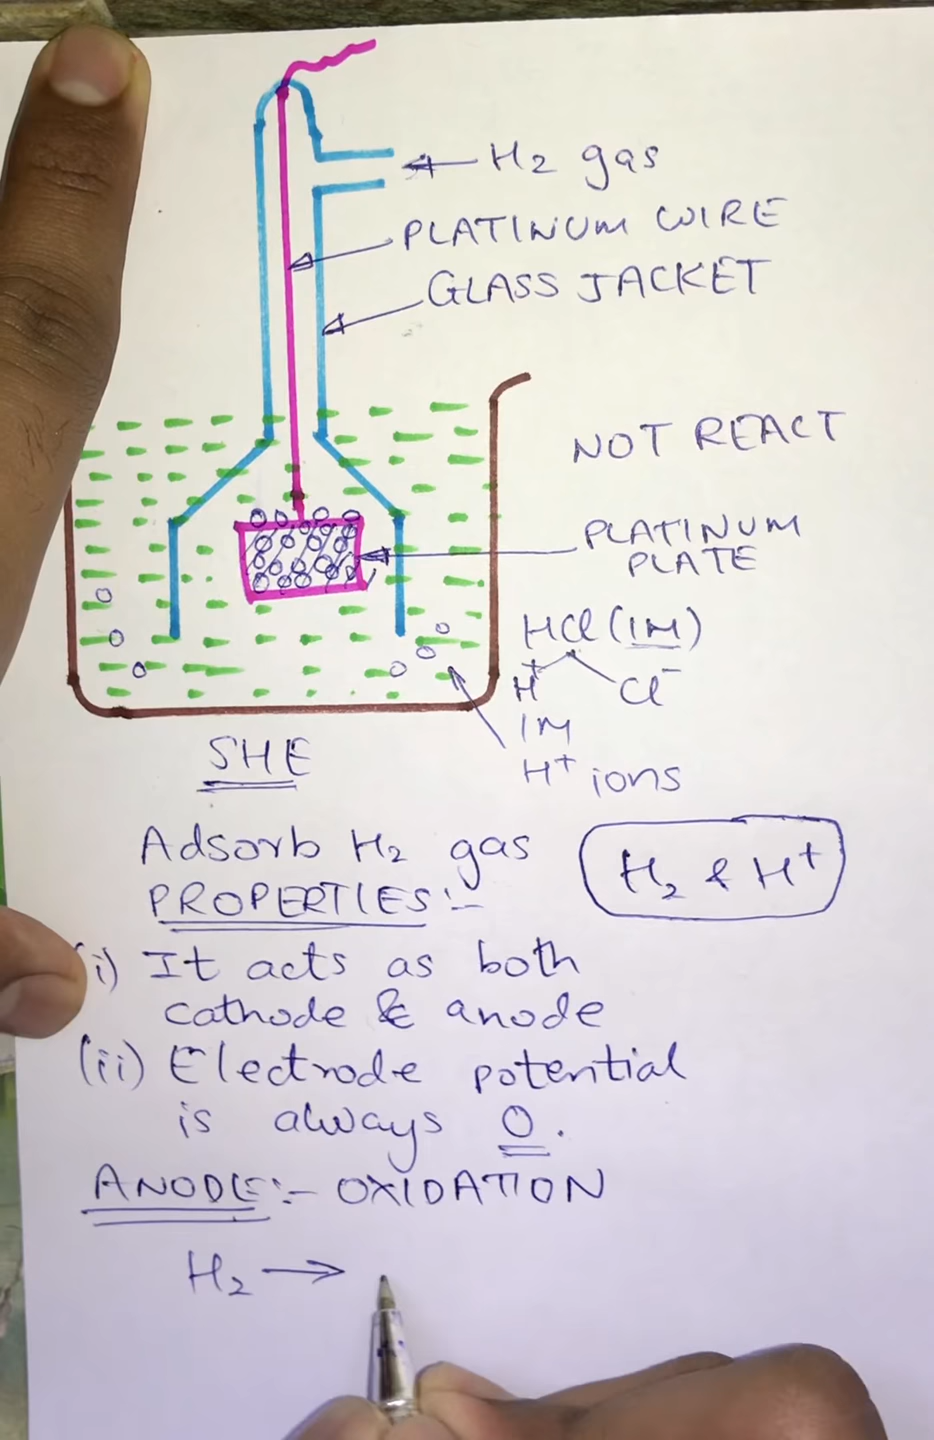 H2 gas
PLATINUM WIRE
GLASS JACKET
NOT REACT
PLATINUM
PLATE
HCl (1M)
H+ Cl-
1M
H+ ions
SHE
Adsorb H2 gas
H2 & H+
PROPERTIES:-
(i) It acts as both
cathode & anode
(ii) Electrode potential
is always 0.
ANODE:- OXIDATION
H2 →